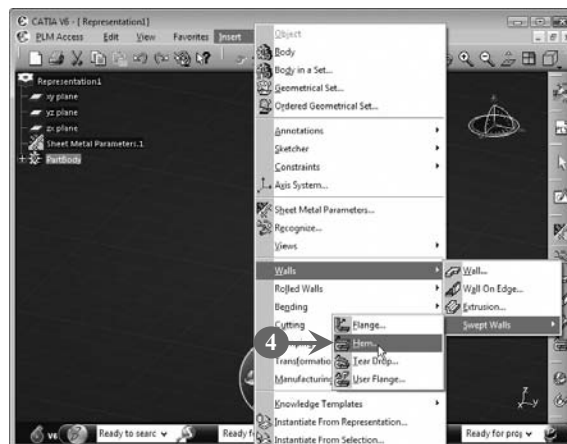 CATIA V6 - [ Representation1]
PLM Access Edit View Favorites Insert
Representation1
xy plane
yz plane
zx plane
Sheet Metal Parameters.1
PartBody
Object
Body
Body in a Set...
Geometrical Set...
Ordered Geometrical Set...
Annotations
Sketcher
Constraints
Axis System...
Sheet Metal Parameters...
Recognize...
Views
Walls
Rolled Walls
Bending
Cutting
Transformatio
Manufacturing
Knowledge Templates
Instantiate From Representation...
Instantiate From Selection...
Wall...
Wall On Edge...
Extrusion...
Swept Walls
Flange...
Hem...
Tear Drop...
User Flange...
4
z
x y
V6 Ready to searc Ready f Ready for proj